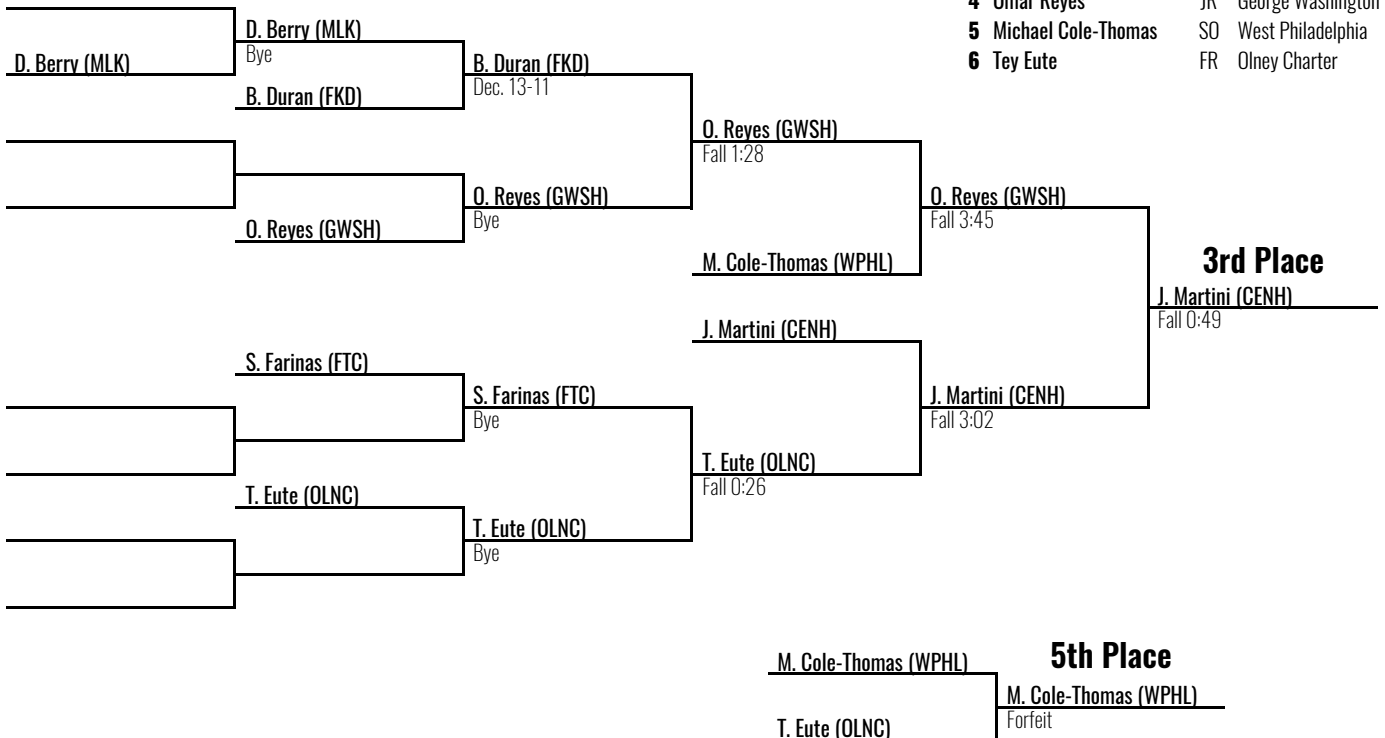 4 Omar Reyes JR George Washington
5 Michael Cole-Thomas SO West Philadelphia
6 Tey Eute FR Olney Charter
D. Berry (MLK)
D. Berry (MLK)
Bye
B. Duran (FKD)
B. Duran (FKD)
Dec. 13-11
O. Reyes (GWSH)
O. Reyes (GWSH)
Bye
O. Reyes (GWSH)
Fall 1:28
M. Cole-Thomas (WPHL)
O. Reyes (GWSH)
Fall 3:45
3rd Place
J. Martini (CENH)
Fall 0:49
J. Martini (CENH)
J. Martini (CENH)
Fall 3:02
S. Farinas (FTC)
S. Farinas (FTC)
Bye
T. Eute (OLNC)
Fall 0:26
T. Eute (OLNC)
T. Eute (OLNC)
Bye
5th Place
M. Cole-Thomas (WPHL)
M. Cole-Thomas (WPHL)
Forfeit
T. Eute (OLNC)